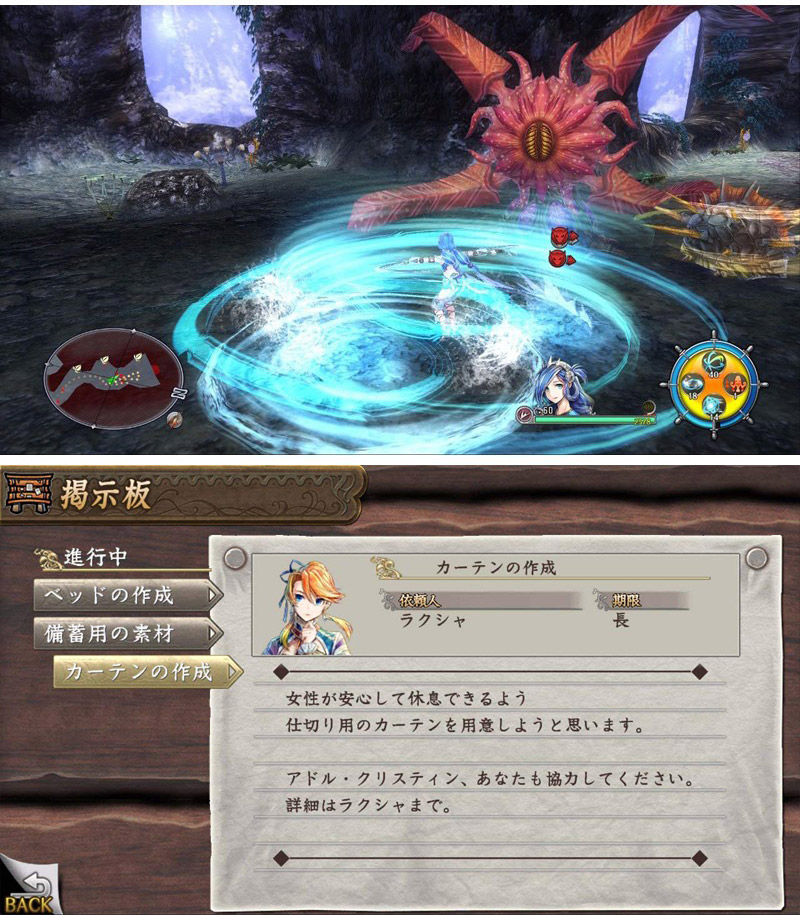 40
18
14
60
掲示板
進行中
ベッドの作成
備蓄用の素材
カーテンの作成
カーテンの作成
依頼人
期限
ラクシャ
長
女性が安心して休息できるよう
仕切り用のカーテンを用意しようと思います。
アドル・クリスティン、あなたも協力してください。
詳細はラクシャまで。
BACK